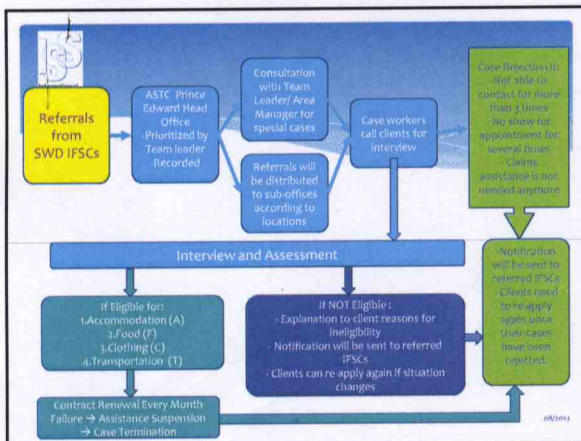 ISS
International
Referrals
from
SWD IFSCs
ASTC Prince
Edward Head
Office
-Prioritized by
Team leader
-Recorded
Consultation
with Team
Leader/ Area
Manager for
special cases
Referrals will
be distributed
to sub-offices
according to
locations
Case workers
call clients for
interview
Case Rejection If:
- Not able to
contact for more
than 3 times
- No show for
appointment for
several times
- Claims
assistance is not
needed anymore
Interview and Assessment
If Eligible for:
1.Accommodation (A)
2.Food (F)
3.Clothing (C)
4.Transportation (T)
If NOT Eligible :
- Explanation to client reasons for
ineligibility
- Notification will be sent to referred
IFSCs
- Clients can re-apply again if situation
changes
-Notification
will be sent to
referred IFSCs
- Clients need
to re-apply
again once
their cases
have been
rejected.
Contract Renewal Every Month
Failure → Assistance Suspension
→ Case Termination
08/2013